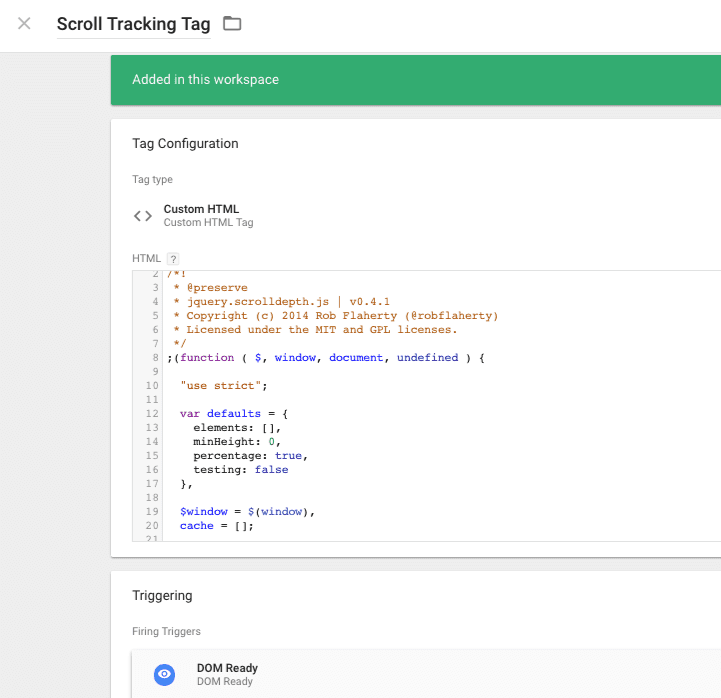 Scroll Tracking Tag
Added in this workspace
Tag Configuration
Tag type
Custom HTML
Custom HTML Tag
HTML ?
2 /*!
3 * @preserve
4 * jquery.scrolldepth.js | v0.4.1
5 * Copyright (c) 2014 Rob Flaherty (@robflaherty)
6 * Licensed under the MIT and GPL licenses.
7 */
8 ;(function ( $, window, document, undefined ) {
9
10 "use strict";
11
12 var defaults = {
13 elements: [],
14 minHeight: 0,
15 percentage: true,
16 testing: false
17 },
18
19 $window = $(window),
20 cache = [];
21
Triggering
Firing Triggers
DOM Ready
DOM Ready